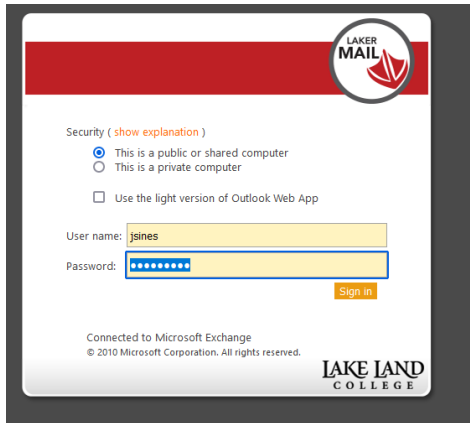 LAKER
MAIL
Security ( show explanation )
This is a public or shared computer
This is a private computer
Use the light version of Outlook Web App
User name: jsines
Password: •••••••••
Sign in
Connected to Microsoft Exchange
© 2010 Microsoft Corporation. All rights reserved.
LAKE LAND
COLLEGE